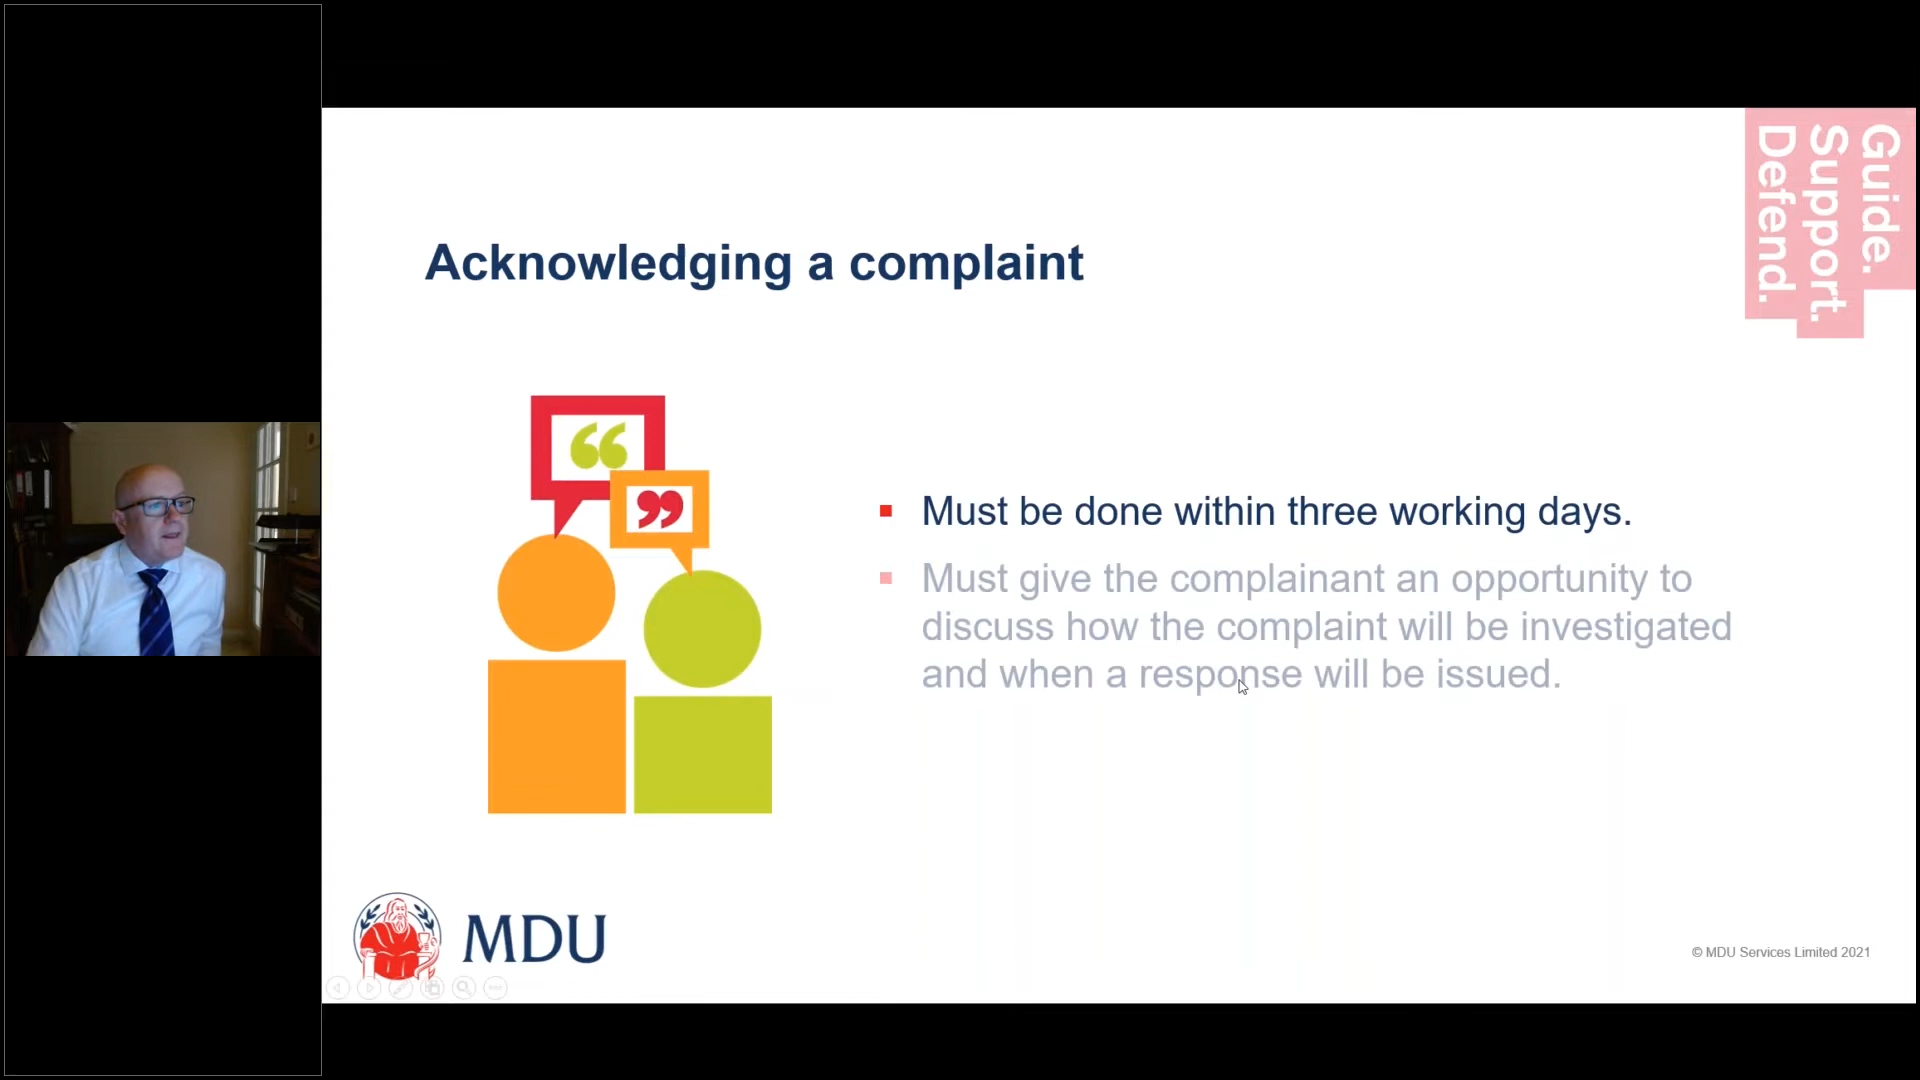 Guide.
Support.
Defend.
Acknowledging a complaint
“
”
▪ Must be done within three working days.
▪ Must give the complainant an opportunity to
discuss how the complaint will be investigated
and when a response will be issued.
MDU
© MDU Services Limited 2021